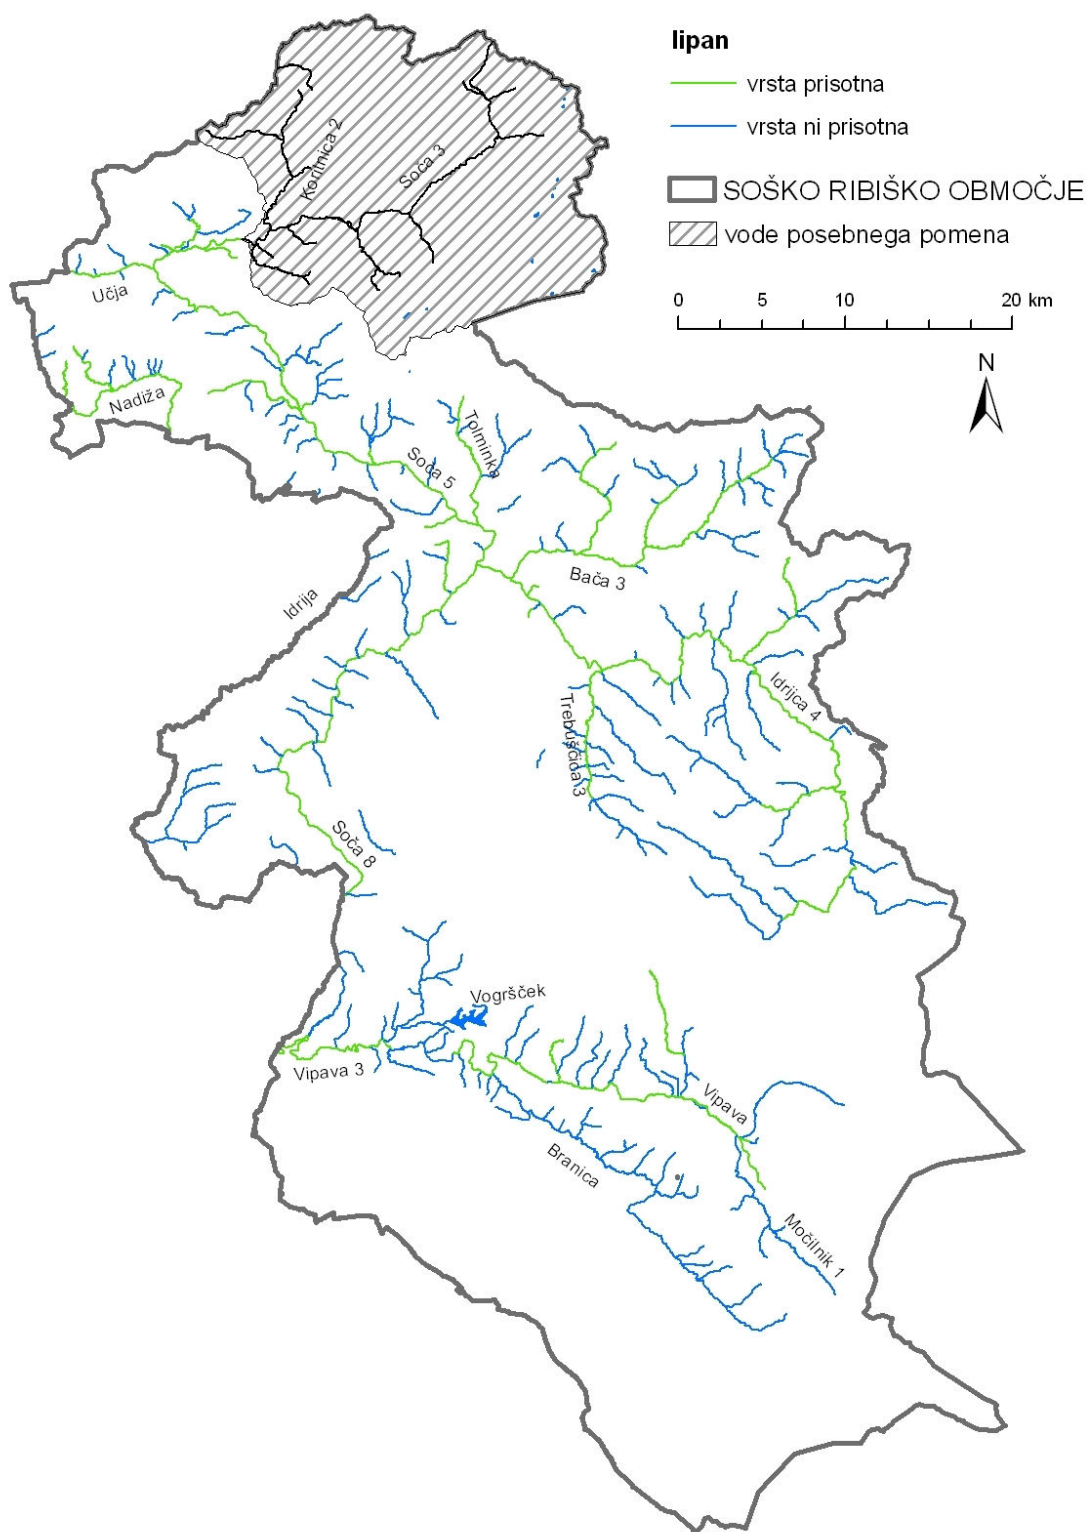 lipan
vrsta prisotna
vrsta ni prisotna
SOŠKO RIBIŠKO OBMOČJE
vode posebnega pomena
0 5 10 20 km
N
Koritnica 2
Soča 3
Učja
Nadiža
Tolminka
Soča 5
Bača 3
Idrija
Idrijca 4
Trebuščica 3
Soča 8
Vogršček
Vipava 3
Vipava
Branica
Močilnik 1